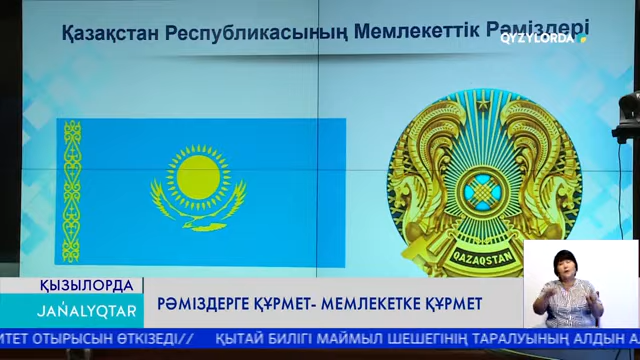 Қазақстан Республикасының Мемлекеттік Рәміздері
QYZYLORDA
QAZAQSTAN
ҚЫЗЫЛОРДА
JAŃALYQTAR
РӘМІЗДЕРГЕ ҚҰРМЕТ- МЕМЛЕКЕТКЕ ҚҰРМЕТ
ИТЕТ ОТЫРЫСЫН ӨТКІЗЕДІ// ҚЫТАЙ БИЛІГІ МАЙМЫЛ ШЕШЕГІНІҢ ТАРАЛУЫНЫҢ АЛДЫН А